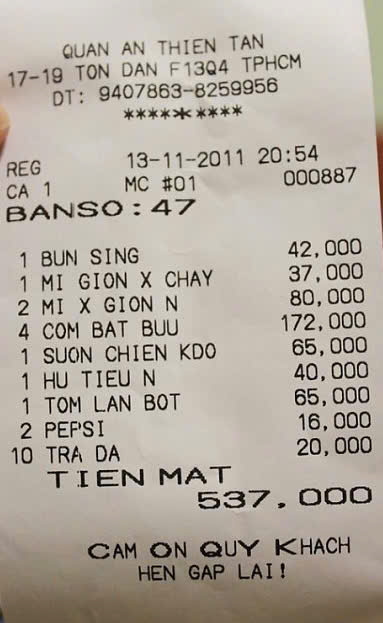 QUAN AN THIEN TAN
17-19 TON DAN F13Q4 TPHCM
DT: 9407863-8259956
*********
REG 13-11-2011 20:54
CA 1 MC #01 000887
BANSO:47
1 BUN SING 42,000
1 MI GION X CHAY 37,000
2 MI X GION N 80,000
4 COM BAT BUU 172,000
1 SUON CHIEN KDO 65,000
1 HU TIEU N 40,000
1 TOM LAN BOT 65,000
2 PEPSI 16,000
10 TRA DA 20,000
TIEN MAT
537,000
CAM ON QUY KHACH
HEN GAP LAI!